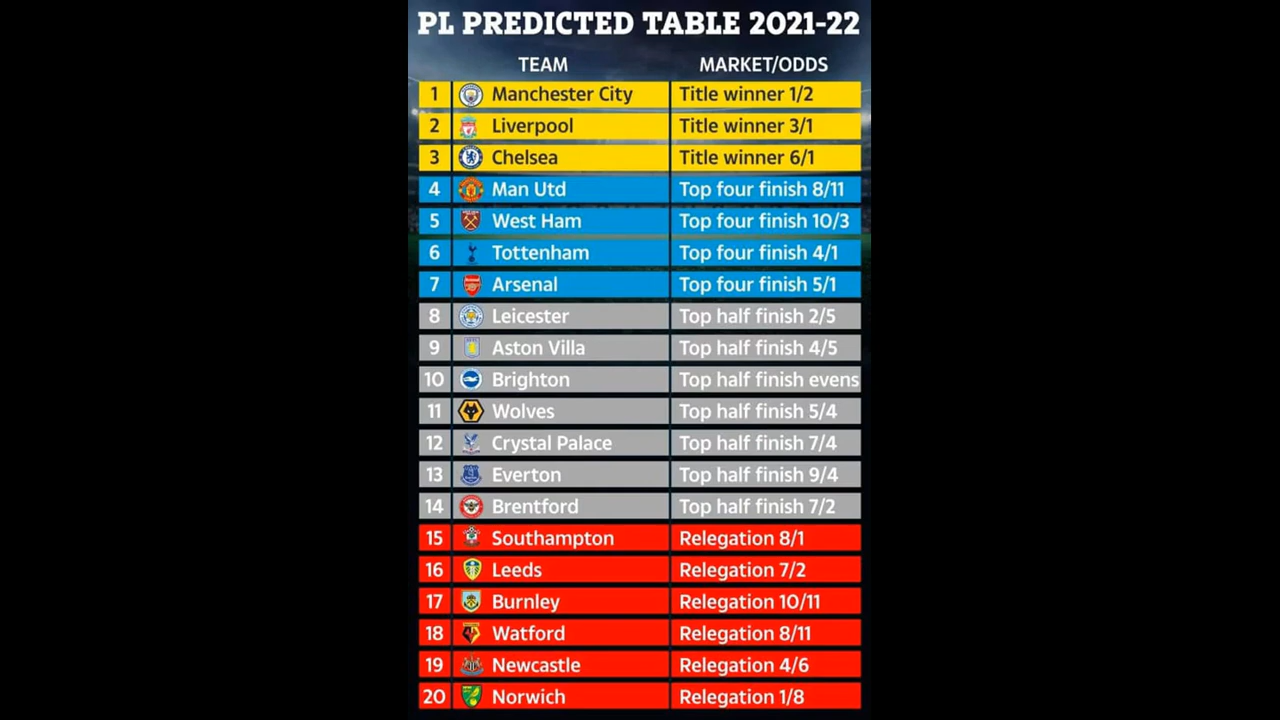 PL PREDICTED TABLE 2021-22
TEAM MARKET/ODDS
1 Manchester City Title winner 1/2
2 Liverpool Title winner 3/1
3 Chelsea Title winner 6/1
4 Man Utd Top four finish 8/11
5 West Ham Top four finish 10/3
6 Tottenham Top four finish 4/1
7 Arsenal Top four finish 5/1
8 Leicester Top half finish 2/5
9 Aston Villa Top half finish 4/5
10 Brighton Top half finish evens
11 Wolves Top half finish 5/4
12 Crystal Palace Top half finish 7/4
13 Everton Top half finish 9/4
14 Brentford Top half finish 7/2
15 Southampton Relegation 8/1
16 Leeds Relegation 7/2
17 Burnley Relegation 10/11
18 Watford Relegation 8/11
19 Newcastle Relegation 4/6
20 Norwich Relegation 1/8